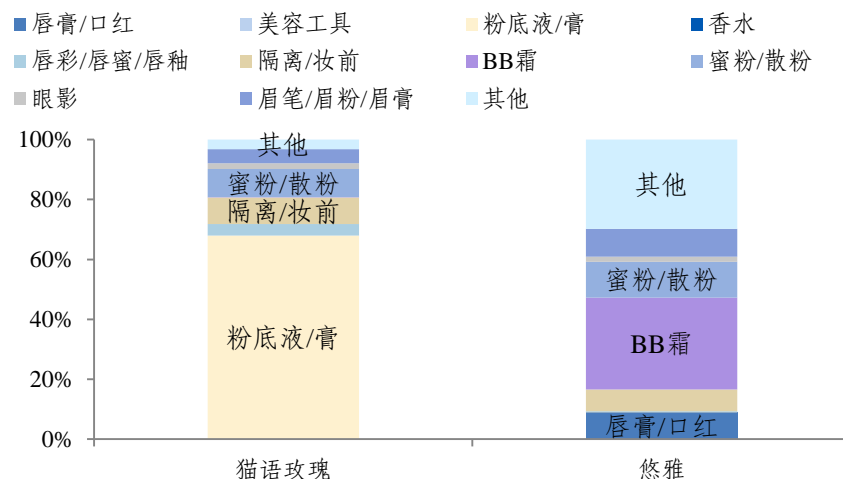 唇膏/口红 美容工具 粉底液/膏 香水
唇彩/唇蜜/唇釉 隔离/妆前 BB霜 蜜粉/散粉
眼影 眉笔/眉粉/眉膏 其他
100%
80%
60%
40%
20%
0%
其他
蜜粉/散粉
隔离/妆前
粉底液/膏
其他
蜜粉/散粉
BB霜
唇膏/口红
猫语玫瑰 悠雅